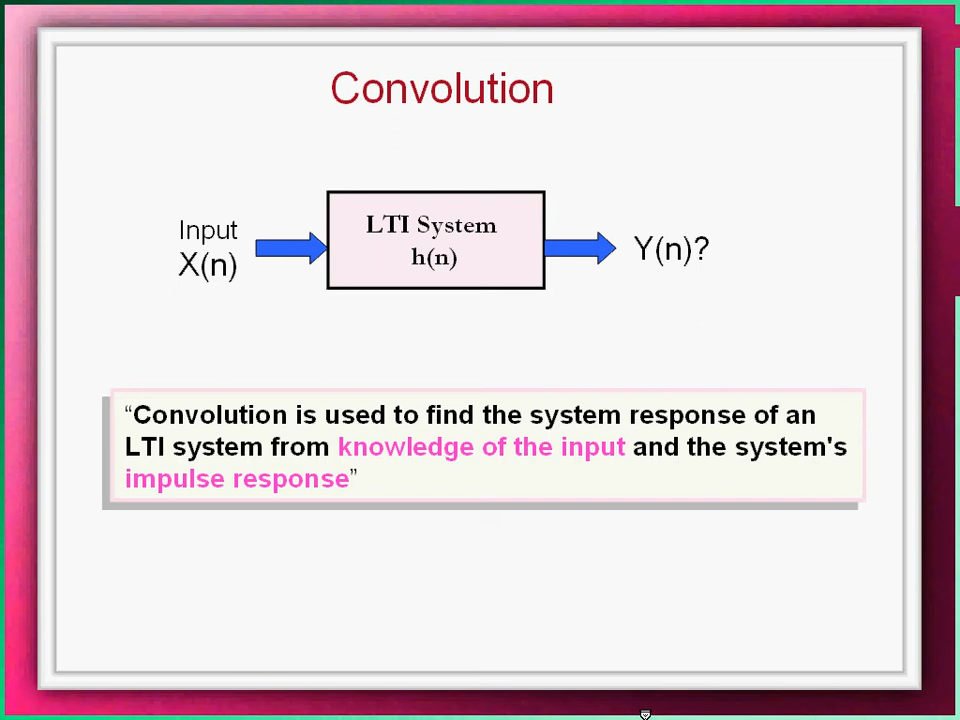 Convolution
Input
X(n)
LTI System
h(n)
Y(n)?
“Convolution is used to find the system response of an
LTI system from knowledge of the input and the system's
impulse response”